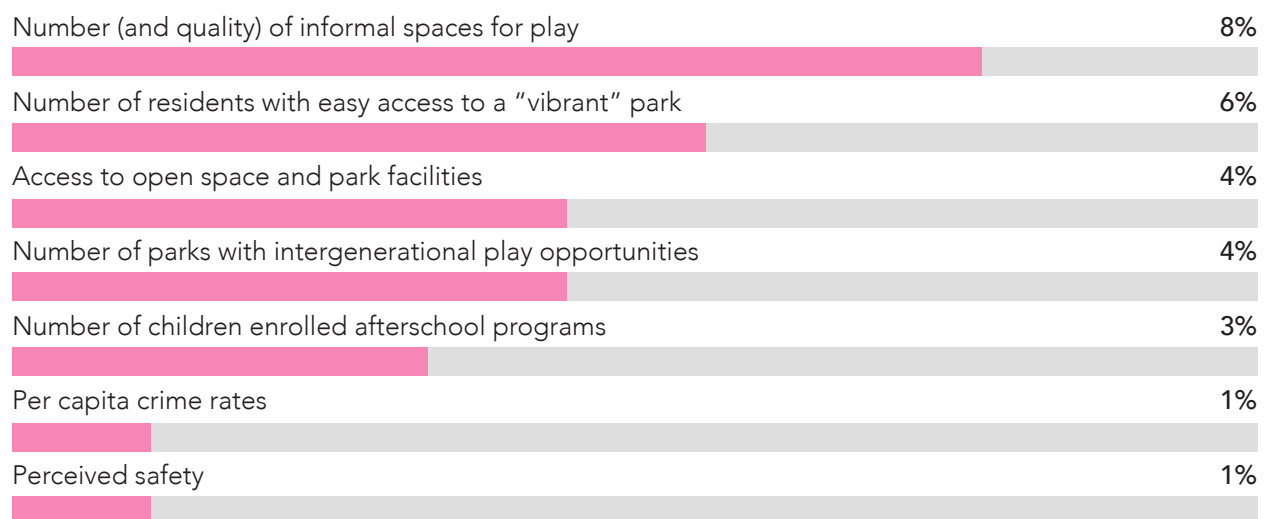 Number (and quality) of informal spaces for play 8%
Number of residents with easy access to a “vibrant” park 6%
Access to open space and park facilities 4%
Number of parks with intergenerational play opportunities 4%
Number of children enrolled afterschool programs 3%
Per capita crime rates 1%
Perceived safety 1%